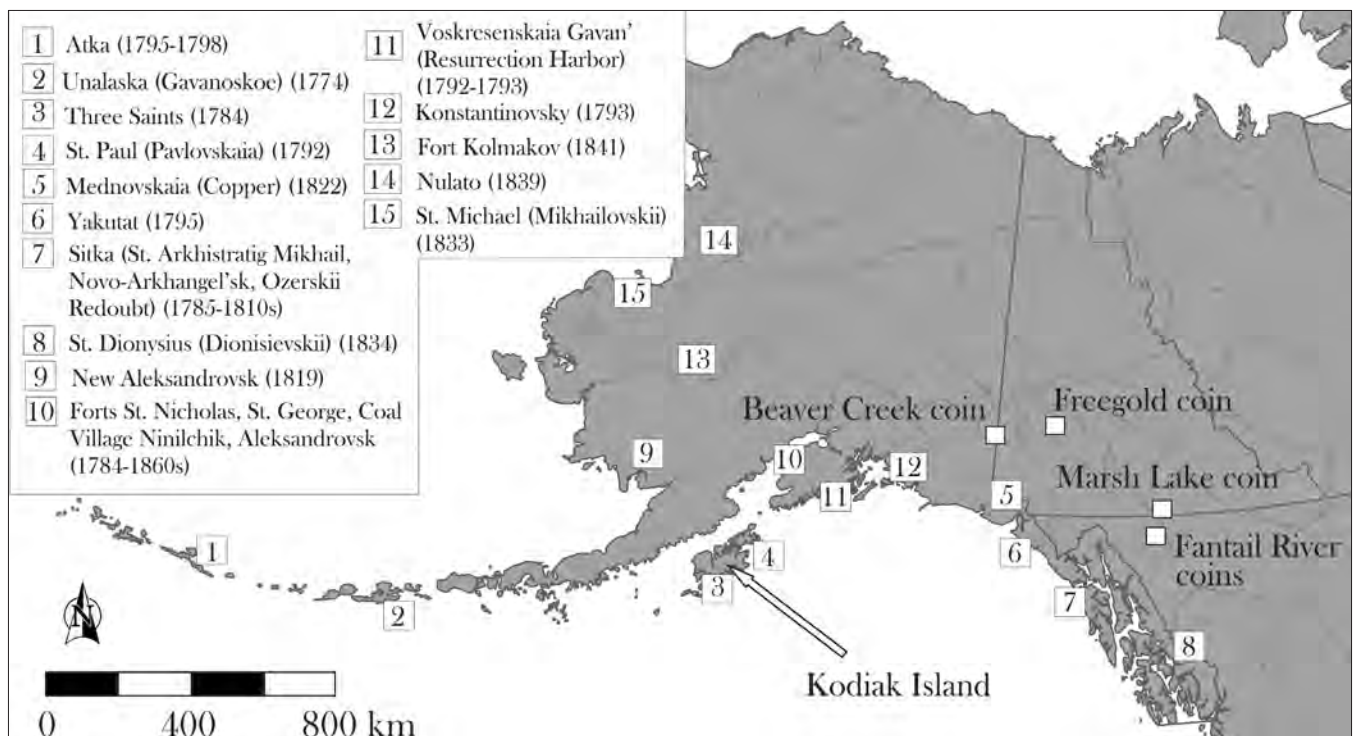 1 Atka (1795-1798)
2 Unalaska (Gavanoskoe) (1774)
3 Three Saints (1784)
4 St. Paul (Pavlovskaia) (1792)
5 Mednovskaia (Copper) (1822)
6 Yakutat (1795)
7 Sitka (St. Arkhistratig Mikhail,
Novo-Arkhangel'sk, Ozerskii
Redoubt) (1785-1810s)
8 St. Dionysius (Dionisievskii) (1834)
9 New Aleksandrovsk (1819)
10 Forts St. Nicholas, St. George, Coal
Village Ninilchik, Aleksandrovsk
(1784-1860s)
11 Voskresenskaia Gavan'
(Resurrection Harbor)
(1792-1793)
12 Konstantinovsky (1793)
13 Fort Kolmakov (1841)
14 Nulato (1839)
15 St. Michael (Mikhailovskii)
(1833)
14
15
13
Beaver Creek coin
Freegold coin
9
10
12
11
5
Marsh Lake coin
1
4
6
Fantail River
coins
3
2
7
8
Kodiak Island
N
0 400 800 km